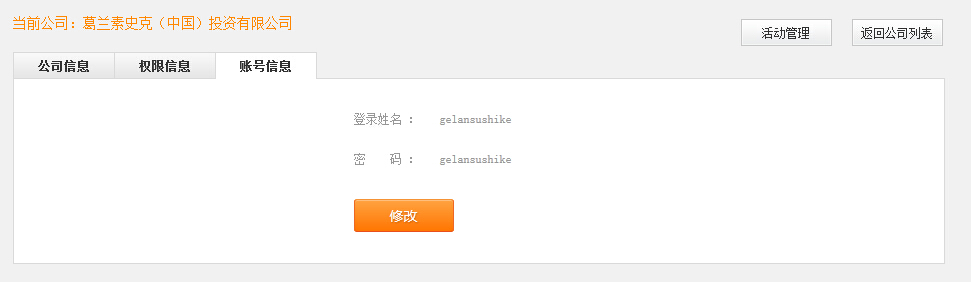 当前公司：葛兰素史克（中国）投资有限公司
活动管理 返回公司列表
公司信息 权限信息 账号信息
登录姓名： gelansushike
密 码： gelansushike
修改